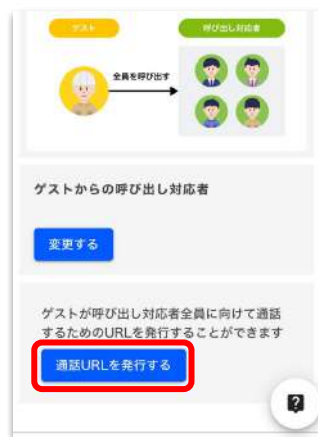 ゲスト
呼び出し対応者
全員を呼び出す
ゲストからの呼び出し対応者
変更する
ゲストが呼び出し対応者全員に向けて通話
するためのURLを発行することができます
通話URLを発行する
?